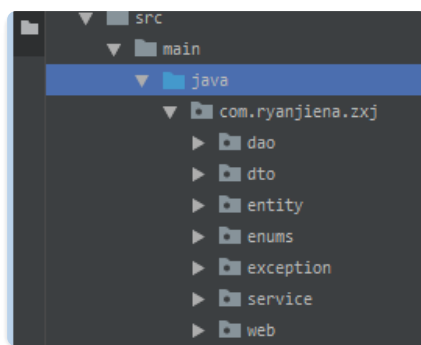 src
main
java
com.ryanjiena.zxj
dao
dto
entity
enums
exception
service
web